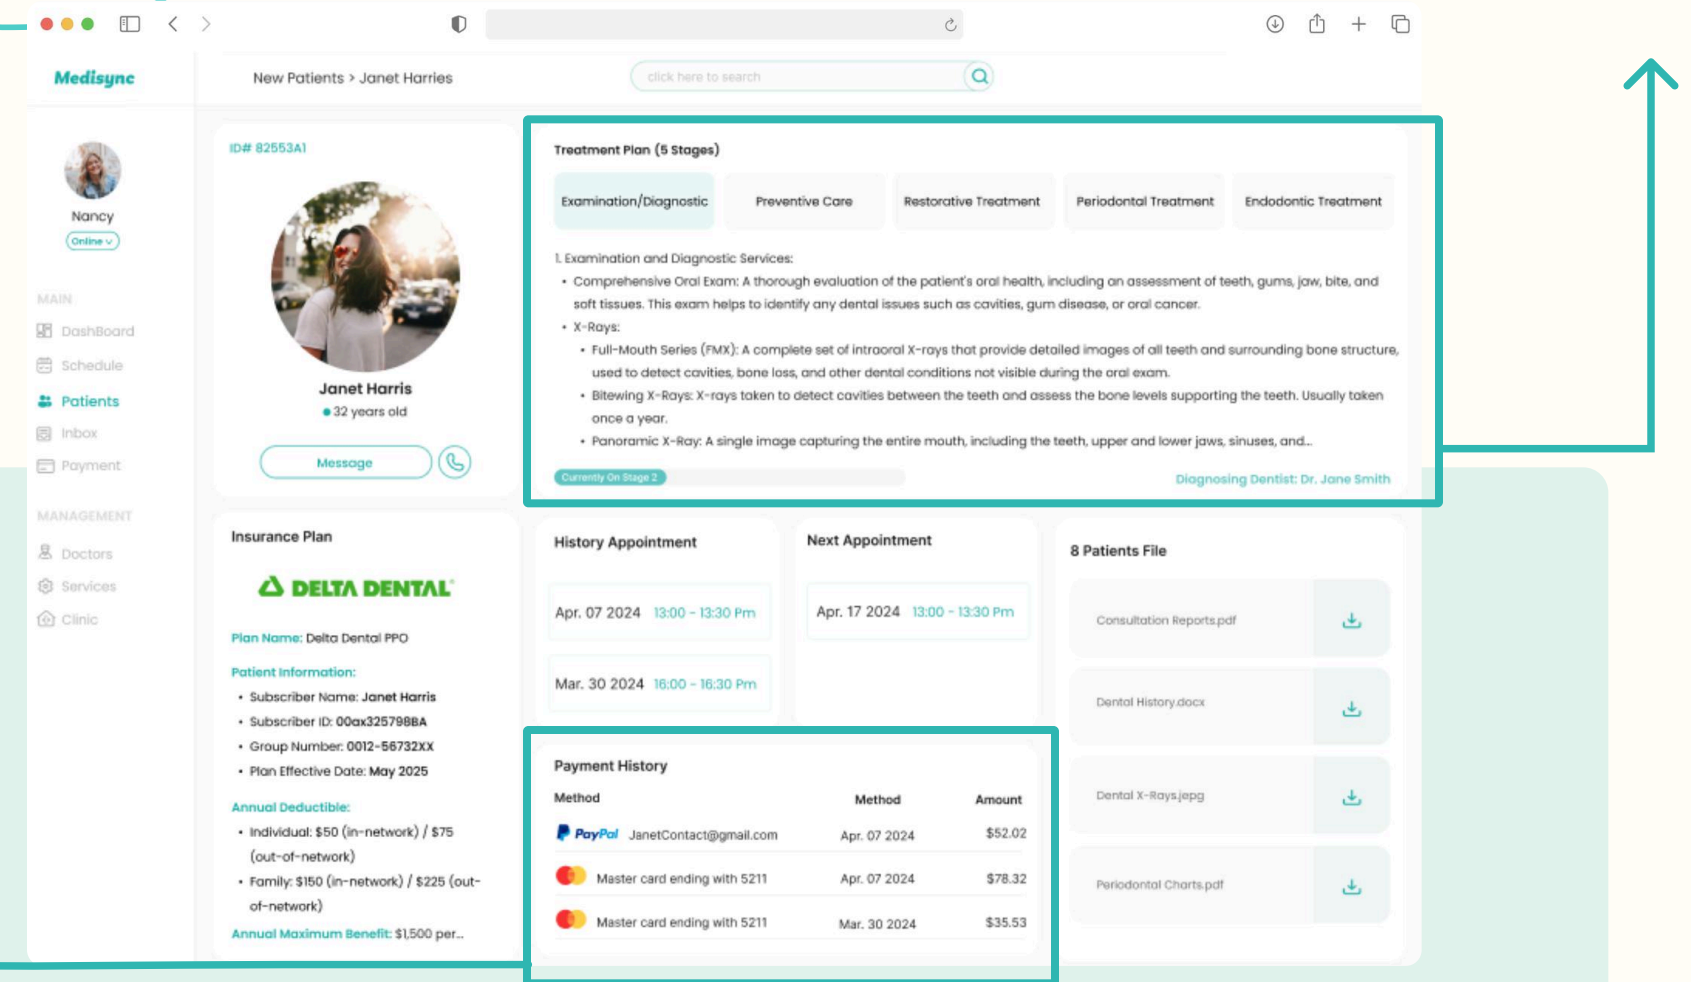 Medisync
New Patients > Janet Harries
click here to search
Nancy
Online
MAIN
DashBoard
Schedule
Patients
Inbox
Payment
MANAGEMENT
Doctors
Services
Clinic
ID# 82553A1
Janet Harris
32 years old
Message
Treatment Plan (5 Stages)
Examination/Diagnostic
Preventive Care
Restorative Treatment
Periodontal Treatment
Endodontic Treatment
1. Examination and Diagnostic Services:
• Comprehensive Oral Exam: A thorough evaluation of the patient's oral health, including an assessment of teeth, gums, jaw, bite, and
soft tissues. This exam helps to identify any dental issues such as cavities, gum disease, or oral cancer.
• X-Rays:
• Full-Mouth Series (FMX): A complete set of intraoral X-rays that provide detailed images of all teeth and surrounding bone structure,
used to detect cavities, bone loss, and other dental conditions not visible during the oral exam.
• Bitewing X-Rays: X-rays taken to detect cavities between the teeth and assess the bone levels supporting the teeth. Usually taken
once a year.
• Panoramic X-Ray: A single image capturing the entire mouth, including the teeth, upper and lower jaws, sinuses, and...
Currently On Stage 2
Diagnosing Dentist: Dr. Jane Smith
Insurance Plan
DELTA DENTAL®
Plan Name: Delta Dental PPO
Patient Information:
• Subscriber Name: Janet Harris
• Subscriber ID: 00ax325798BA
• Group Number: 0012-56732XX
• Plan Effective Date: May 2025
Annual Deductible:
• Individual: $50 (in-network) / $75
(out-of-network)
• Family: $150 (in-network) / $225 (out-
of-network)
Annual Maximum Benefit: $1,500 per...
History Appointment
Apr. 07 2024 13:00 - 13:30 Pm
Mar. 30 2024 16:00 - 16:30 Pm
Next Appointment
Apr. 17 2024 13:00 - 13:30 Pm
Payment History
Method Method Amount
PayPal JanetContact@gmail.com Apr. 07 2024 $52.02
Master card ending with 5211 Apr. 07 2024 $78.32
Master card ending with 5211 Mar. 30 2024 $35.53
8 Patients File
Consultation Reports.pdf
Dental History.docx
Dental X-Rays.jepg
Periodontal Charts.pdf